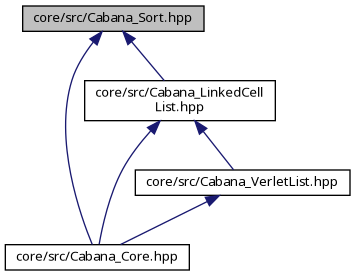 core/src/Cabana_Sort.hpp
core/src/Cabana_LinkedCell
List.hpp
core/src/Cabana_VerletList.hpp
core/src/Cabana_Core.hpp